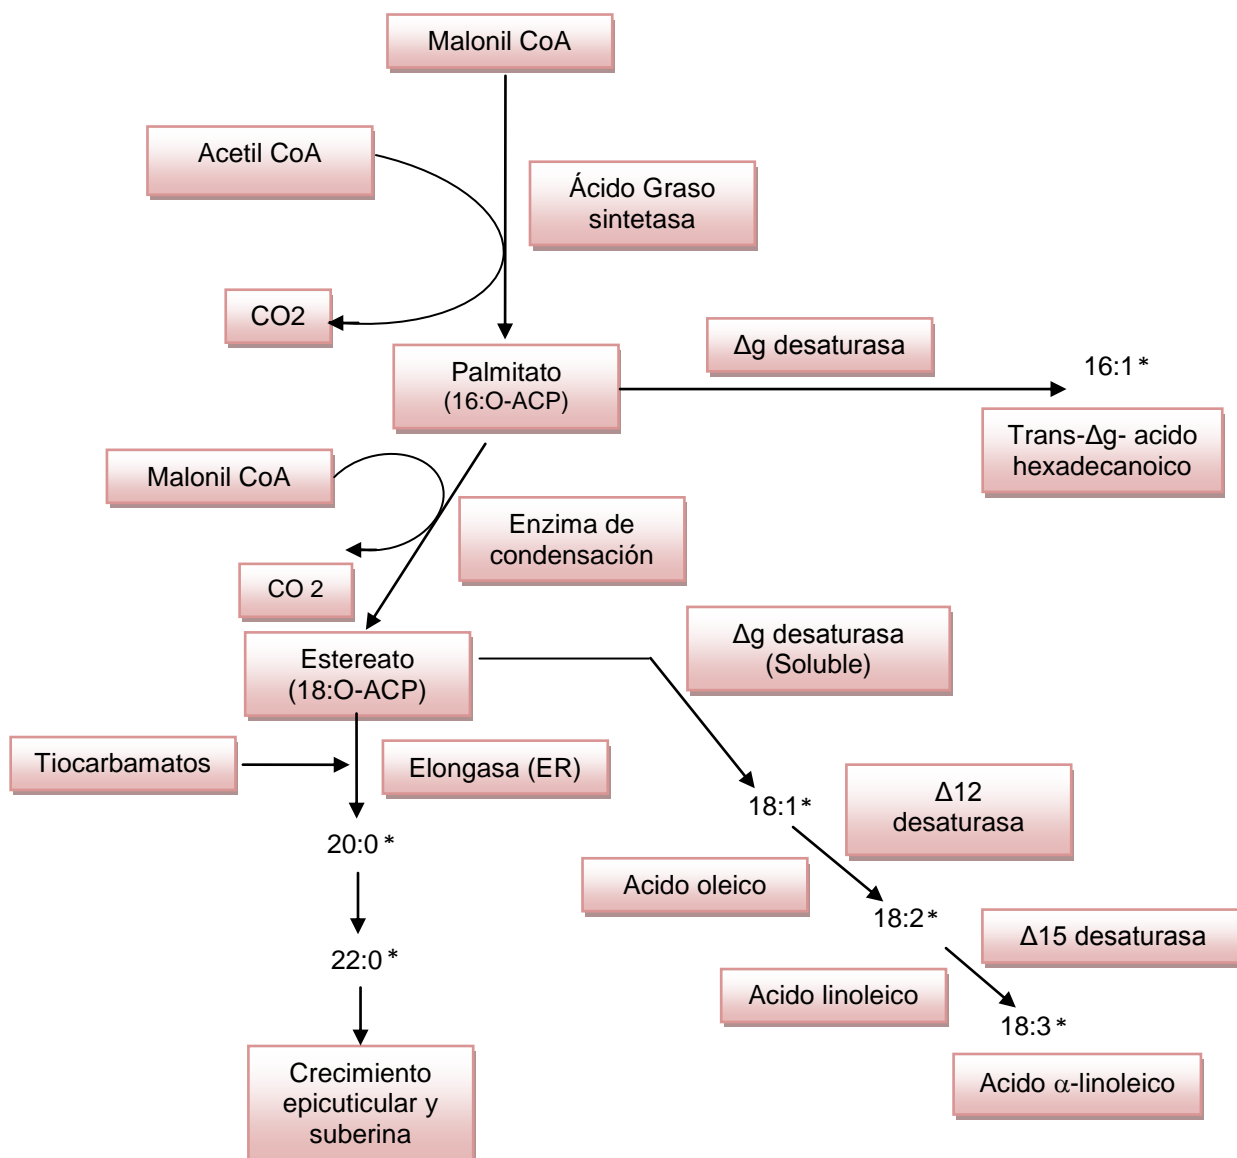 Malonil CoA
Acetil CoA
Ácido Graso
sintetasa
CO2
Δg desaturasa
16:1*
Palmitato
(16:O-ACP)
Trans-Δg- acido
hexadecanoico
Malonil CoA
Enzima de
condensación
CO 2
Δg desaturasa
(Soluble)
Estereato
(18:O-ACP)
Tiocarbamatos
Elongasa (ER)
18:1*
Δ12
desaturasa
20:0*
Acido oleico
18:2*
Δ15 desaturasa
22:0*
Acido linoleico
18:3*
Crecimiento
epicuticular y
suberina
Acido α-linoleico